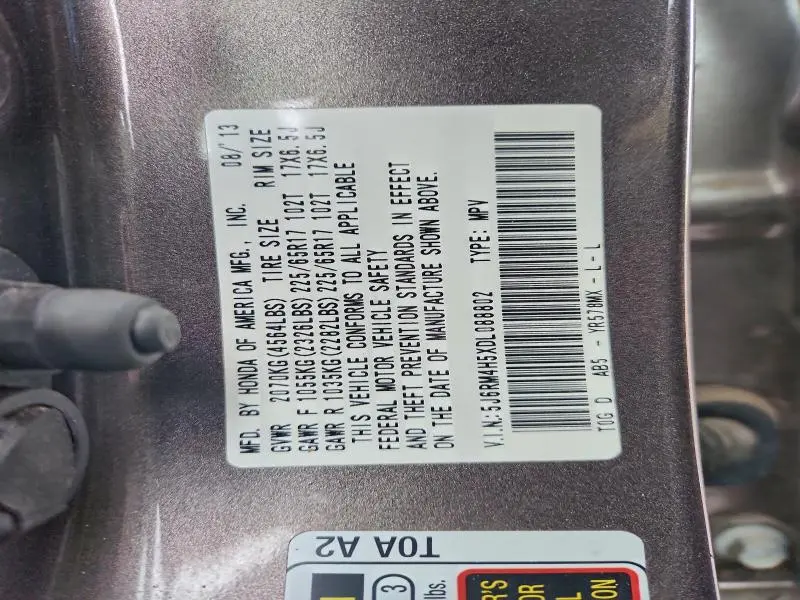 MFD. BY HONDA OF AMERICA MFG., INC. 08/'13
GVWR 2070KG(4564LBS) TIRE SIZE RIM SIZE
GAWR F 1055KG(2326LBS) 225/65R17 102T 17X6.5J
GAWR R 1035KG(2282LBS) 225/65R17 102T 17X6.5J
THIS VEHICLE CONFORMS TO ALL APPLICABLE
FEDERAL MOTOR VEHICLE SAFETY
AND THEFT PREVENTION STANDARDS IN EFFECT
ON THE DATE OF MANUFACTURE SHOWN ABOVE.
V.I.N.:5J6RM4H5XDL088802 TYPE: MPV
T0G D AB5 - YR578MX - L - L
T0A A2
3
lbs.